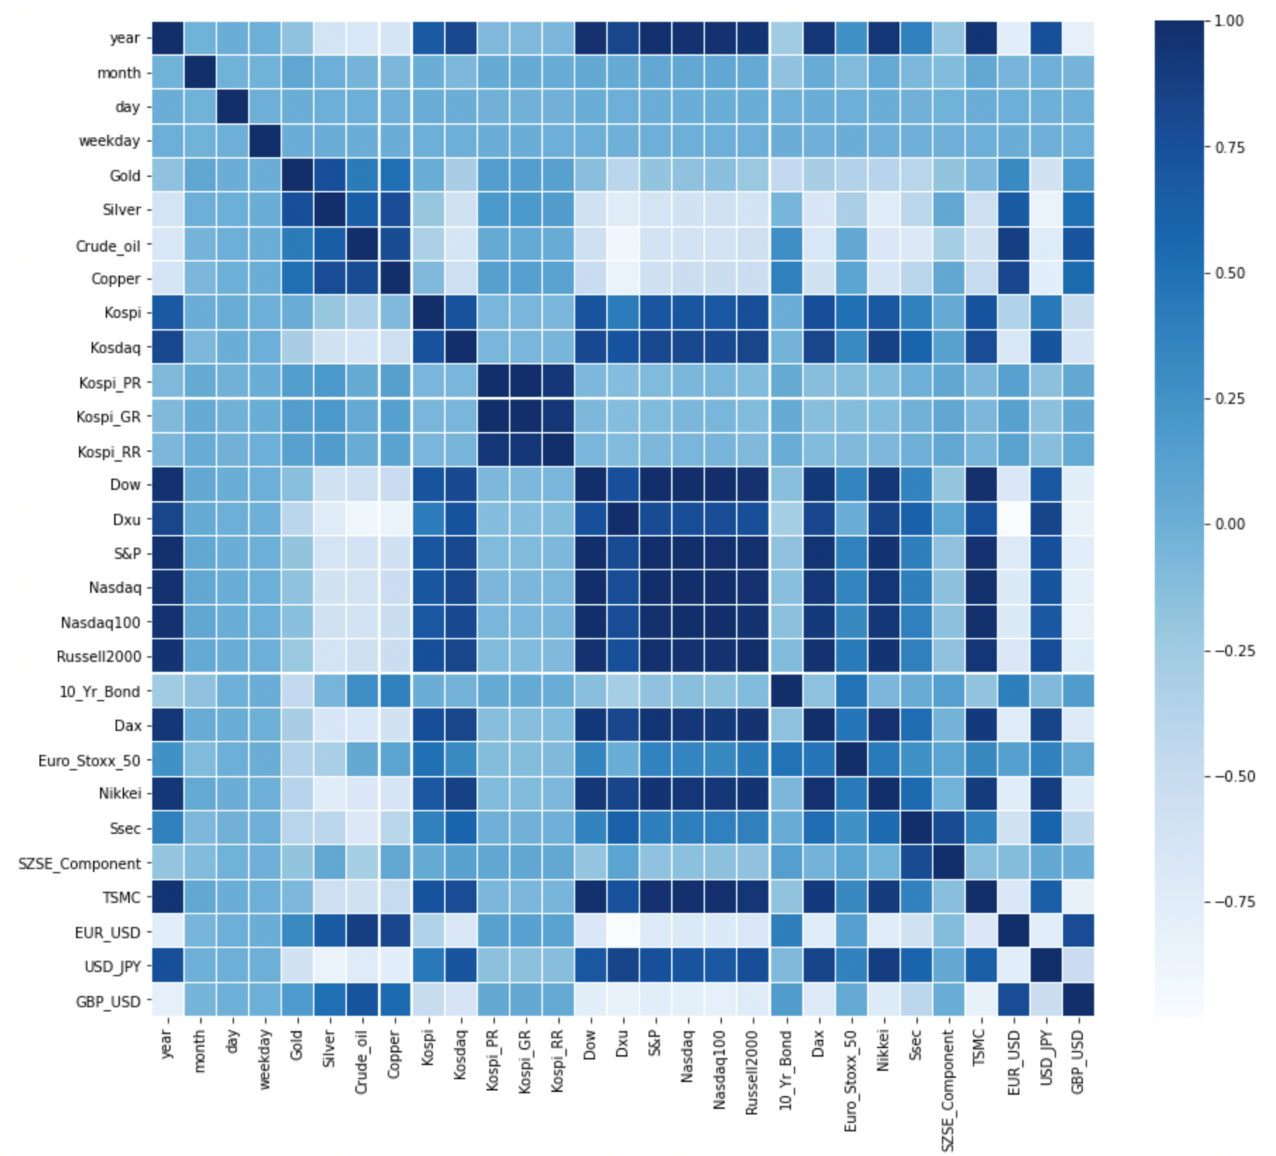 year
month
day
weekday
Gold
Silver
Crude_oil
Copper
Kospi
Kosdaq
Kospi_PR
Kospi_GR
Kospi_RR
Dow
Dxu
S&P
Nasdaq
Nasdaq100
Russell2000
10_Yr_Bond
Dax
Euro_Stoxx_50
Nikkei
Ssec
SZSE_Component
TSMC
EUR_USD
USD_JPY
GBP_USD
year
month
day
weekday
Gold
Silver
Crude_oil
Copper
Kospi
Kosdaq
Kospi_PR
Kospi_GR
Kospi_RR
Dow
Dxu
S&P
Nasdaq
Nasdaq100
Russell2000
10_Yr_Bond
Dax
Euro_Stoxx_50
Nikkei
Ssec
SZSE_Component
TSMC
EUR_USD
USD_JPY
GBP_USD
1.00
0.75
0.50
0.25
0.00
−0.25
−0.50
−0.75